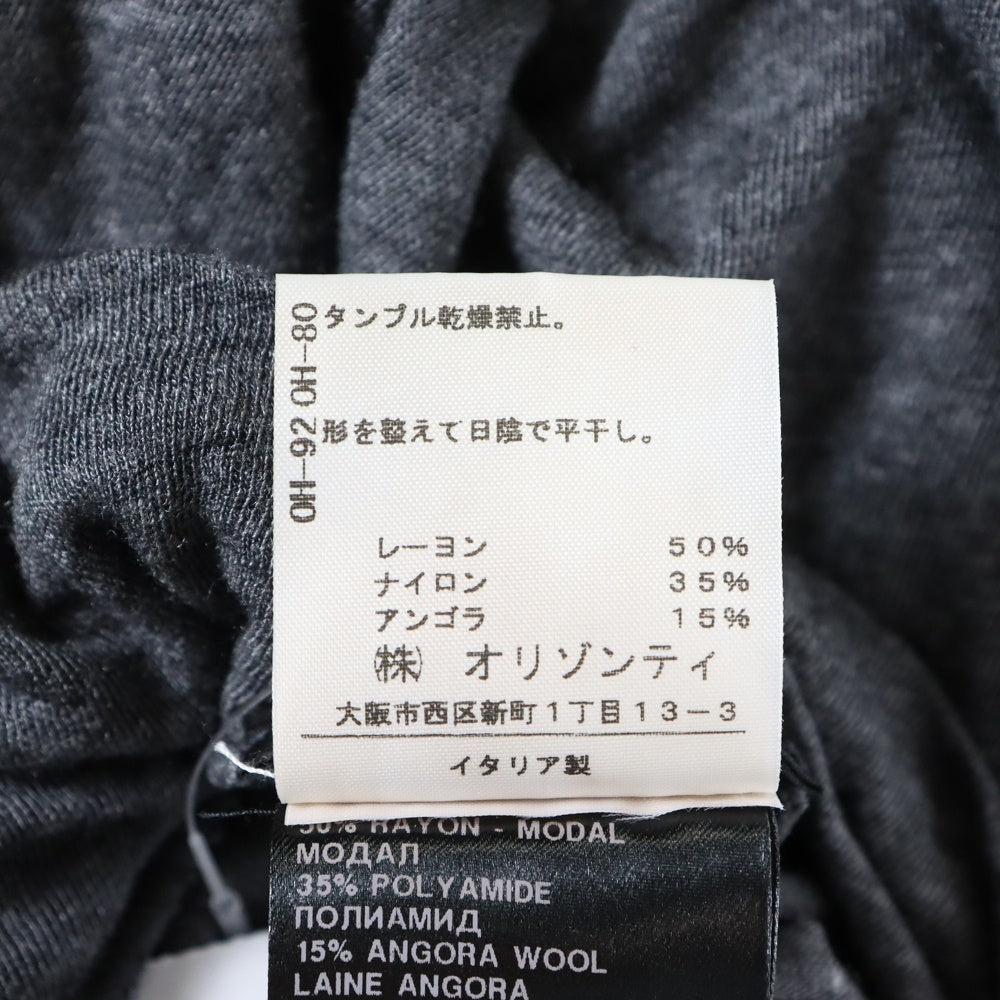 OH-92 OH-80
タンプル乾燥禁止。
形を整えて日陰で平干し。
レーヨン 50%
ナイロン 35%
アンゴラ 15%
㈱ オリゾンティ
大阪市西区新町1丁目13-3
イタリア製
50% RAYON - MODAL
МОДАЛ
35% POLYAMIDE
ПОЛИАМИД
15% ANGORA WOOL
LAINE ANGORA